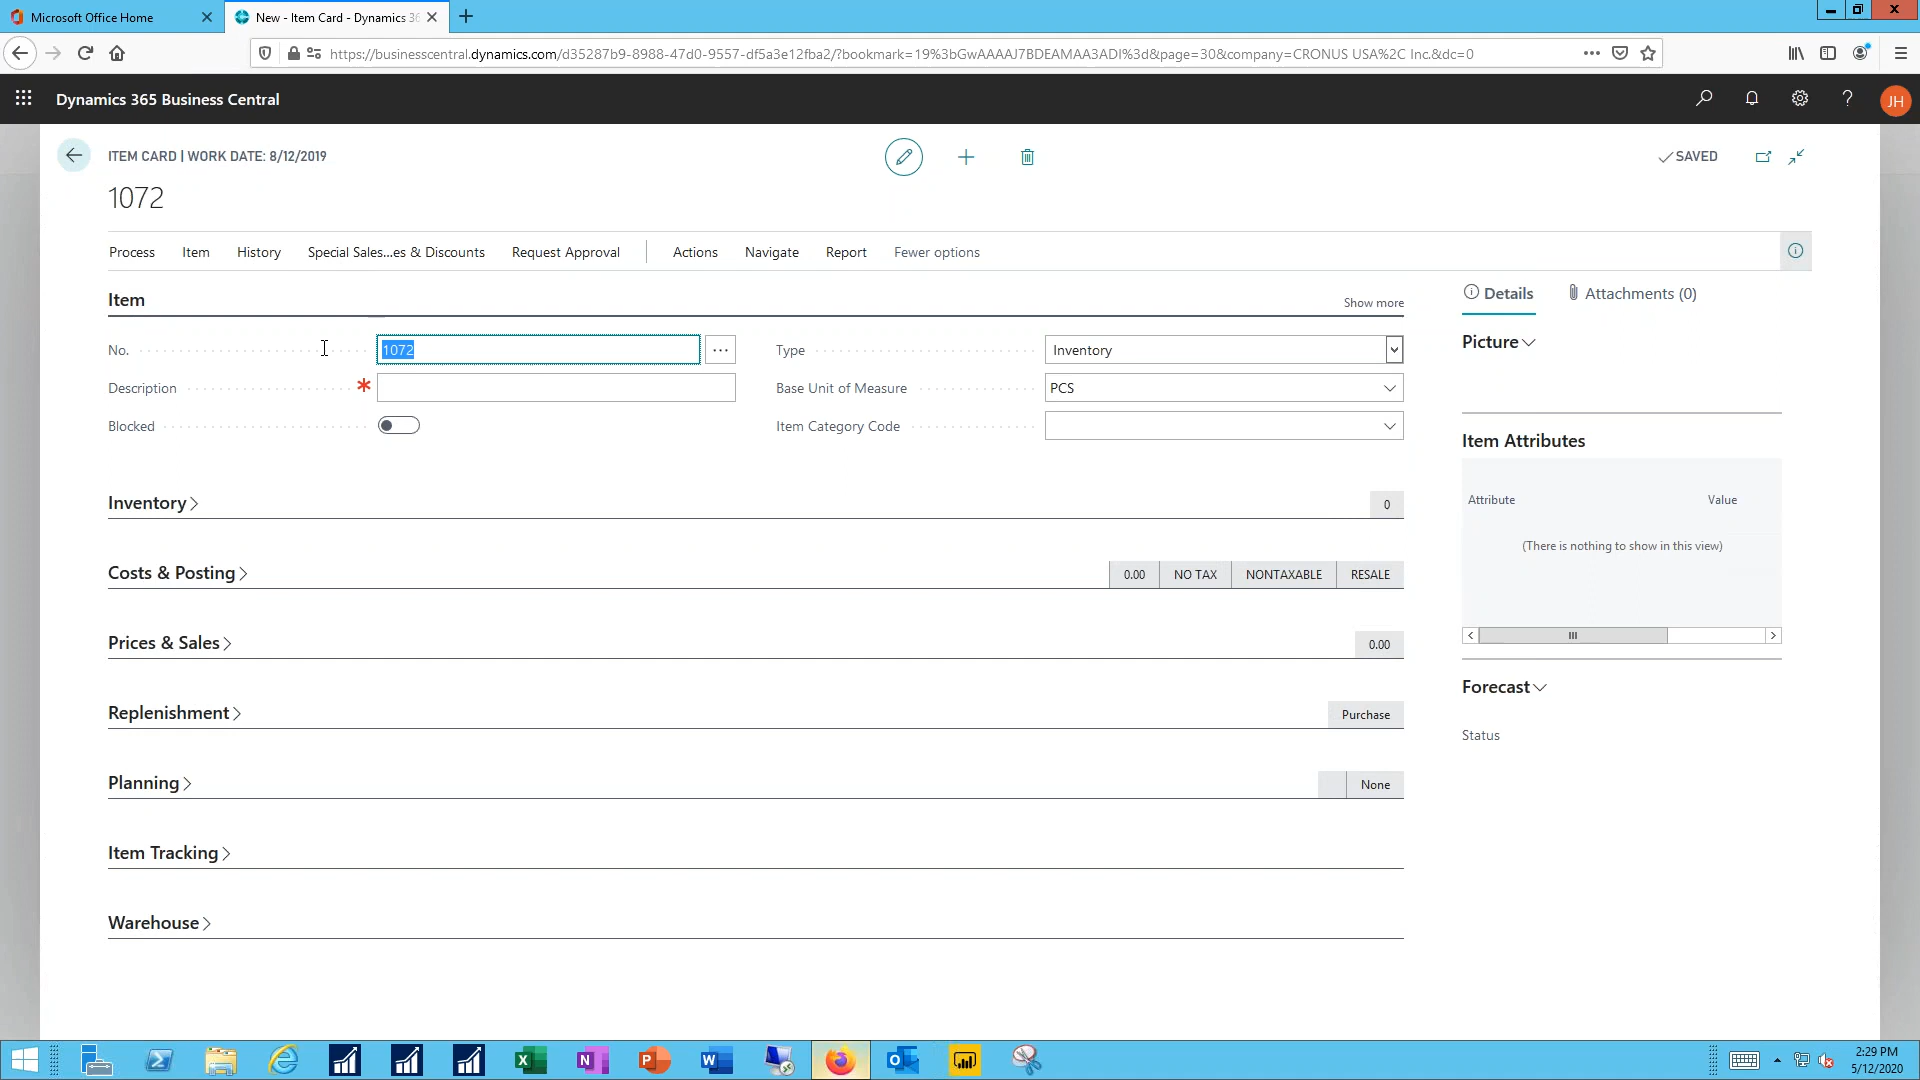 Microsoft Office Home
New - Item Card - Dynamics 36
https://businesscentral.dynamics.com/d35287b9-8988-47d0-9557-df5a3e12fba2/?bookmark=19%3bGwAAAAJ7BDEAMAA3ADI%3d&page=30&company=CRONUS USA%2C Inc.&dc=0
Dynamics 365 Business Central
?
JH
ITEM CARD | WORK DATE: 8/12/2019
SAVED
1072
Process Item History Special Sales...es & Discounts Request Approval Actions Navigate Report Fewer options
Item
Show more
No. 1072 ...
Type Inventory
Description *
Base Unit of Measure PCS
Blocked
Item Category Code
Inventory 0
Costs & Posting 0.00 NO TAX NONTAXABLE RESALE
Prices & Sales 0.00
Replenishment Purchase
Planning None
Item Tracking
Warehouse
Details Attachments (0)
Picture
Item Attributes
Attribute Value
(There is nothing to show in this view)
Forecast
Status
2:29 PM
5/12/2020